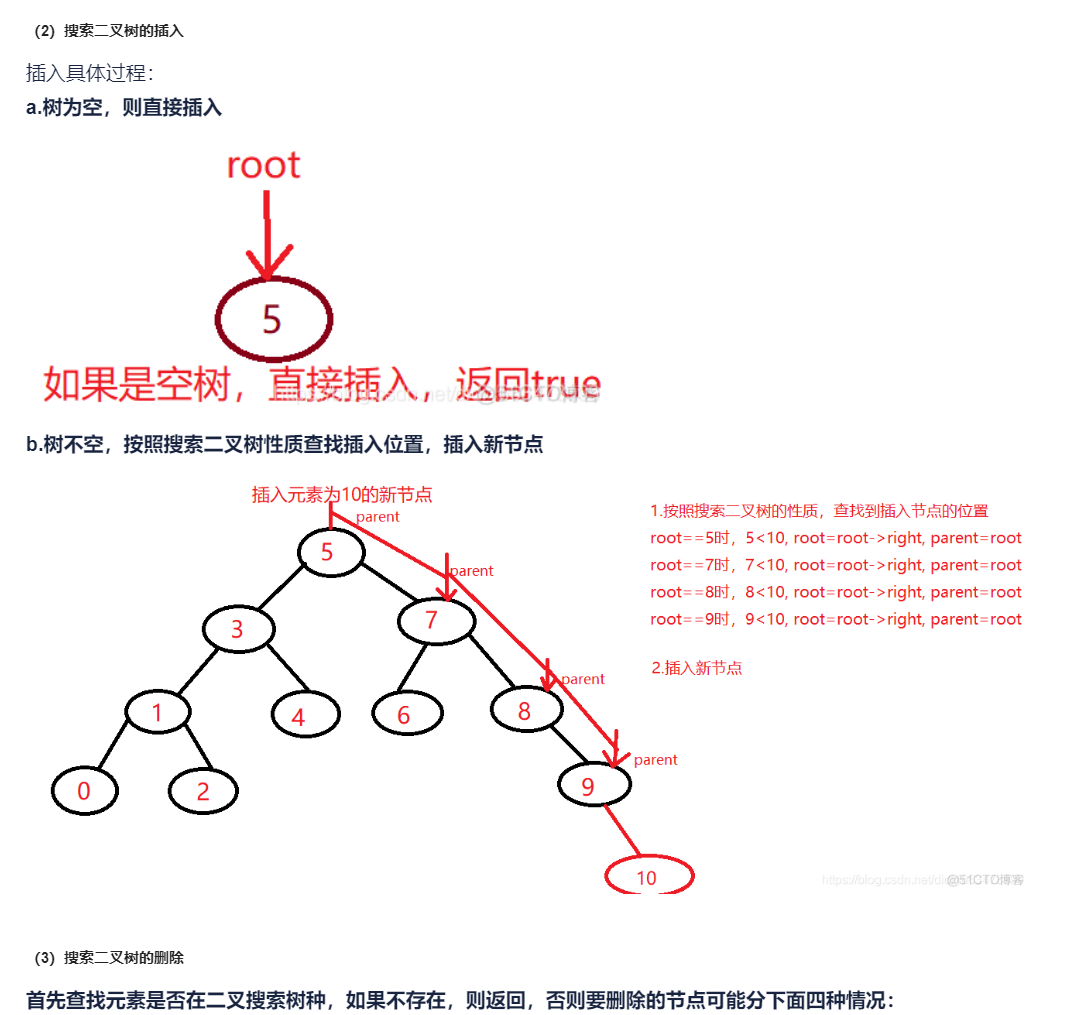 （2）搜索二叉树的插入
插入具体过程：
a.树为空，则直接插入
root
5
如果是空树，直接插入，返回true
@51CTO博客
b.树不空，按照搜索二叉树性质查找插入位置，插入新节点
插入元素为10的新节点
parent
5
parent
3
7
parent
1
4
6
8
parent
0
2
9
10
1.按照搜索二叉树的性质，查找到插入节点的位置
root==5时，5<10, root=root->right, parent=root
root==7时，7<10, root=root->right, parent=root
root==8时，8<10, root=root->right, parent=root
root==9时，9<10, root=root->right, parent=root
2.插入新节点
@51CTO博客
（3）搜索二叉树的删除
首先查找元素是否在二叉搜索树种，如果不存在，则返回，否则要删除的节点可能分下面四种情况：